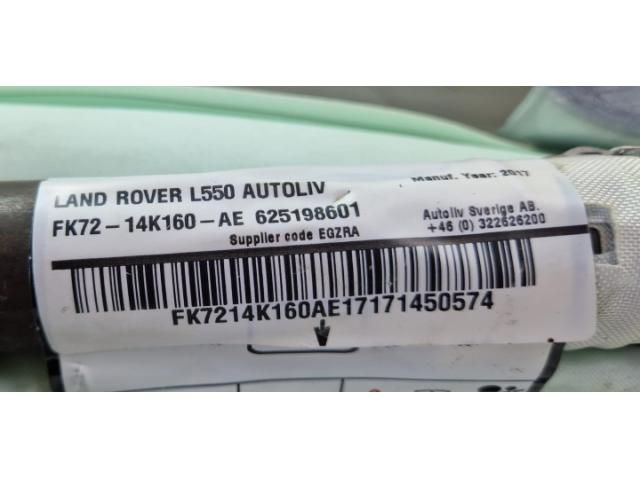 LAND ROVER L550 AUTOLIV
Manuf. Year: 2017
FK72-14K160-AE 625198601
Autoliv Sverige AB.
+46 (0) 322626200
Supplier code EGZRA
FK7214K160AE17171450574